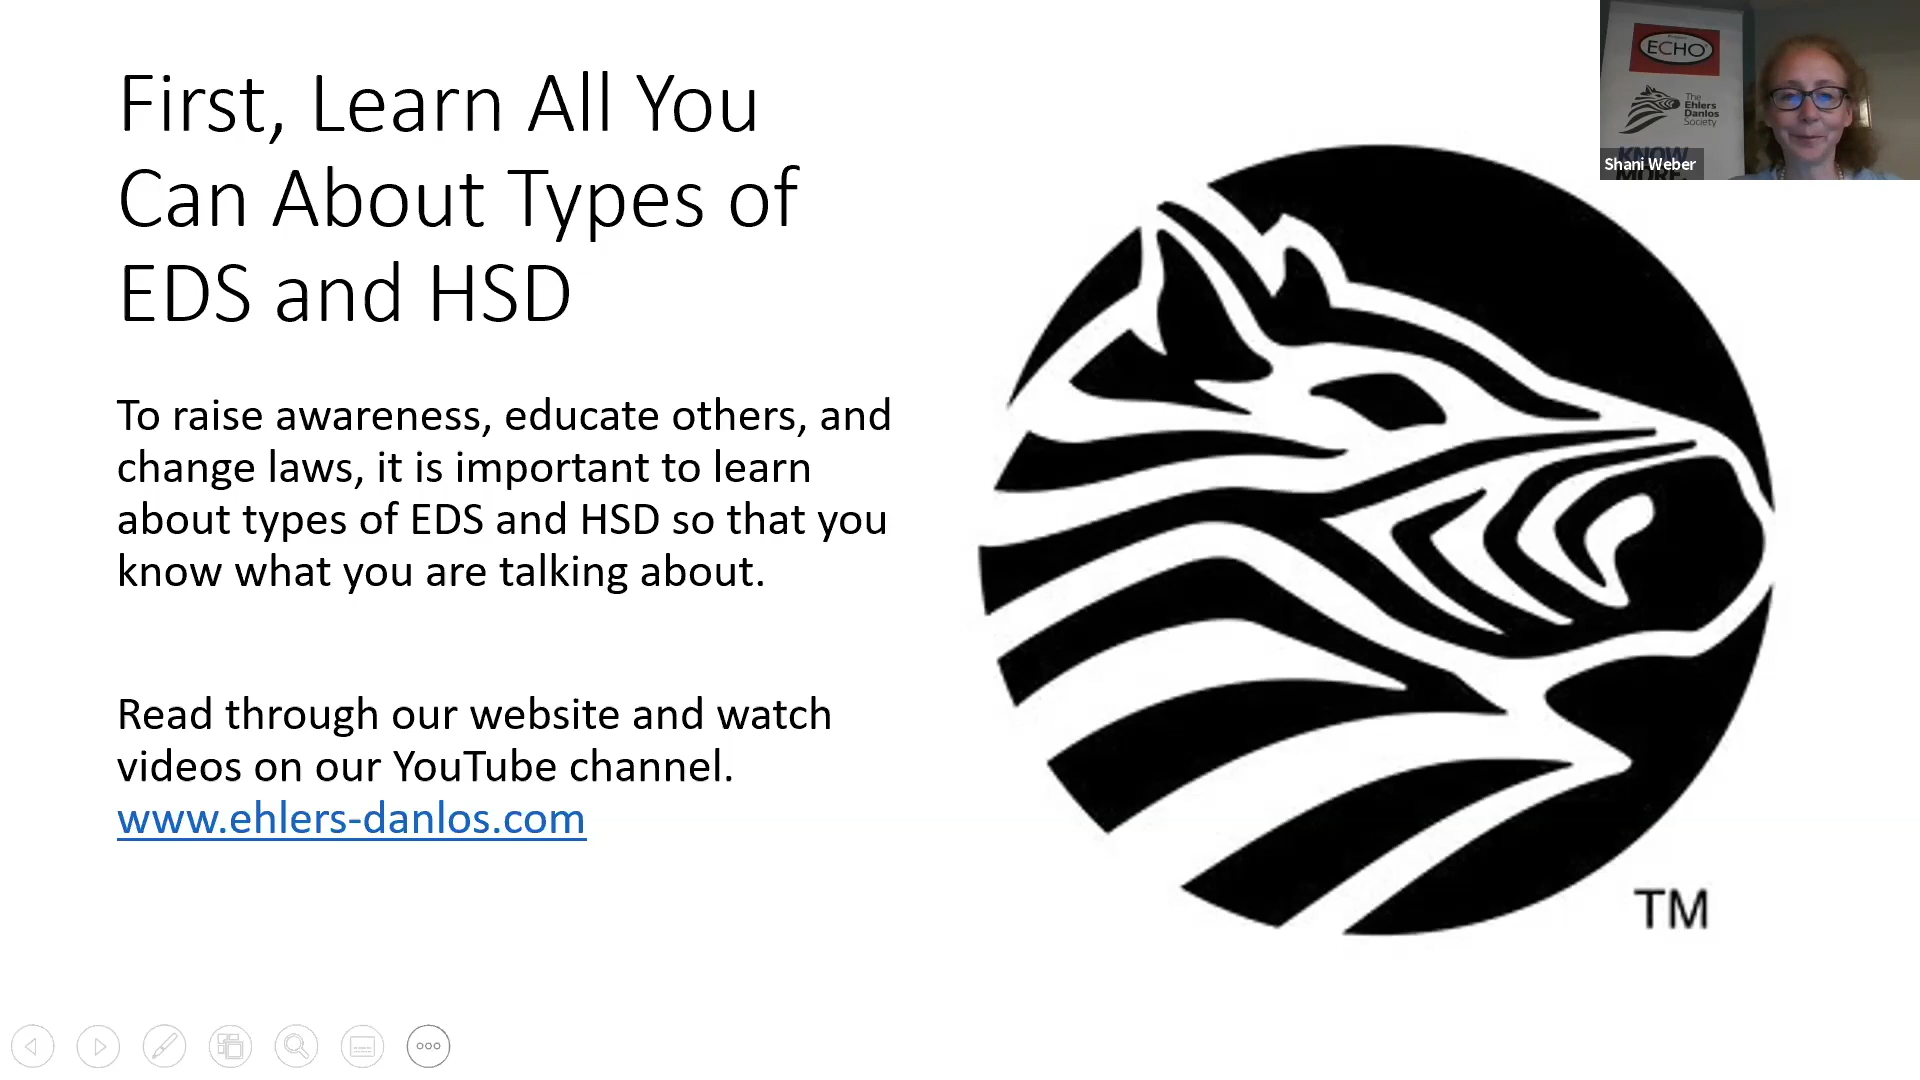 First, Learn All You
Can About Types of
EDS and HSD
To raise awareness, educate others, and
change laws, it is important to learn
about types of EDS and HSD so that you
know what you are talking about.
Read through our website and watch
videos on our YouTube channel.
www.ehlers-danlos.com
TM
ECHO
The
Ehlers
Danlos
Society
KNOW
MORE.
Shani Weber